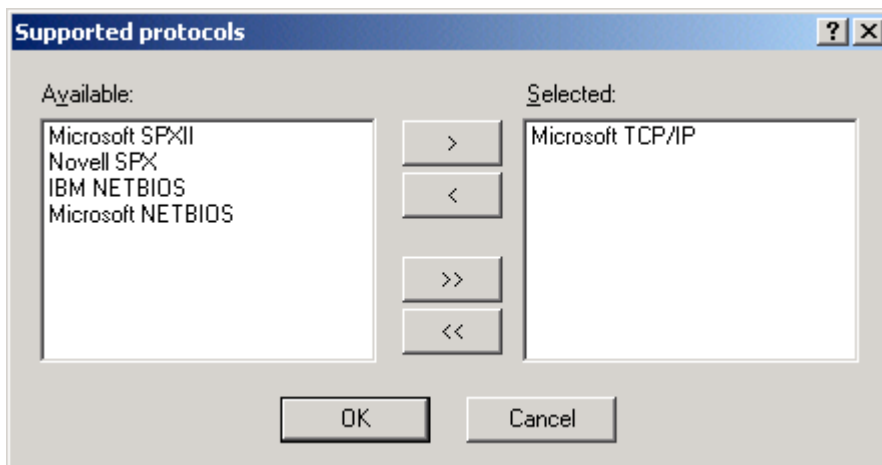 Supported protocols
Available:
Selected:
Microsoft SPXII
Novell SPX
IBM NETBIOS
Microsoft NETBIOS
>
<
>>
<<
Microsoft TCP/IP
OK
Cancel